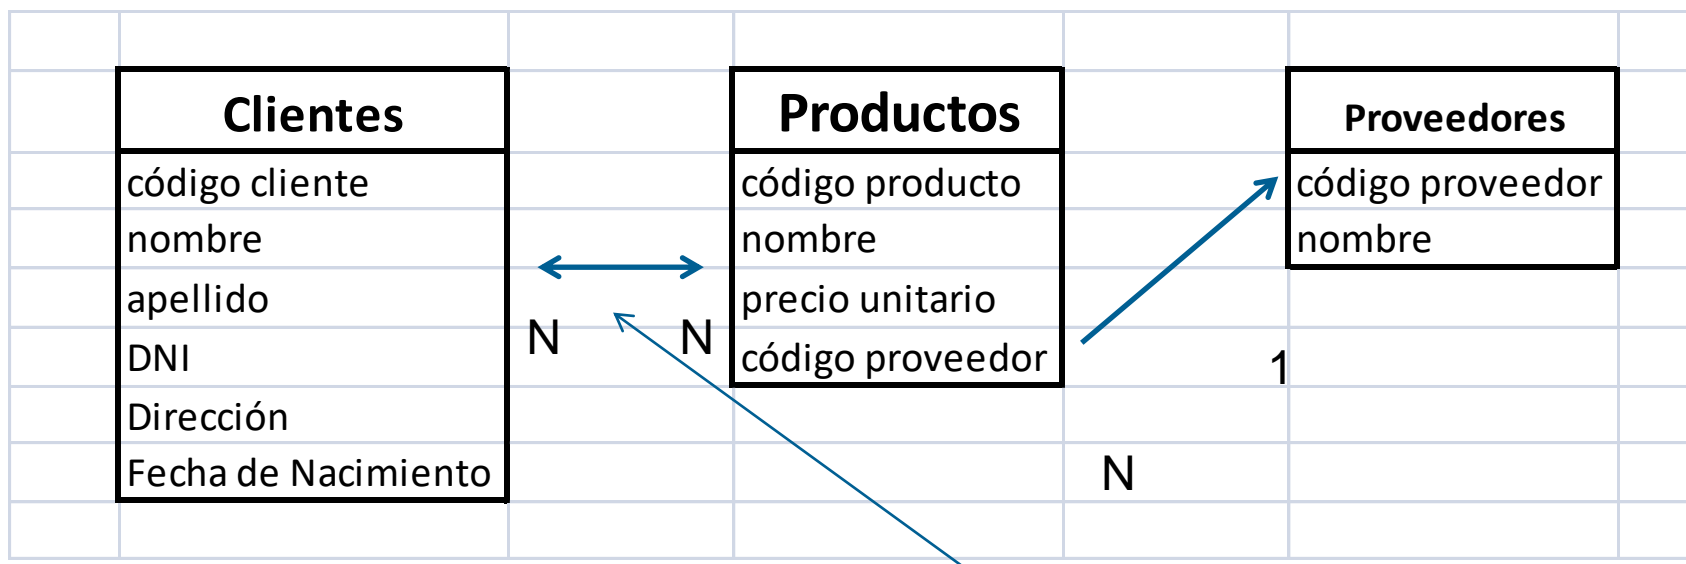 Clientes
código cliente
nombre
apellido
DNI
Dirección
Fecha de Nacimiento
N
N
Productos
código producto
nombre
precio unitario
código proveedor
N
1
Proveedores
código proveedor
nombre